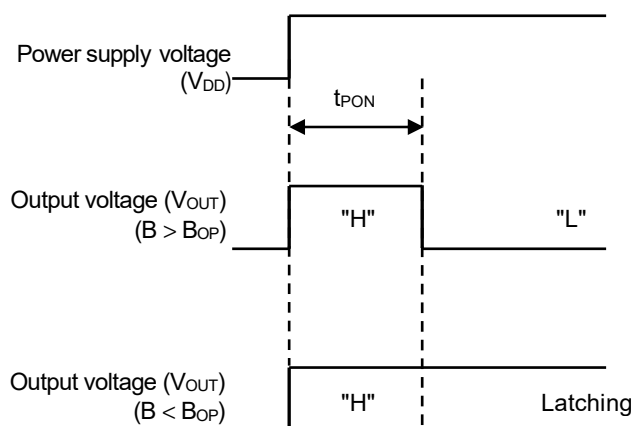 Power supply voltage
(VDD)
tPON
Output voltage (VOUT)
(B > BOP)
"H"
"L"
Output voltage (VOUT)
(B < BOP)
"H"
Latching